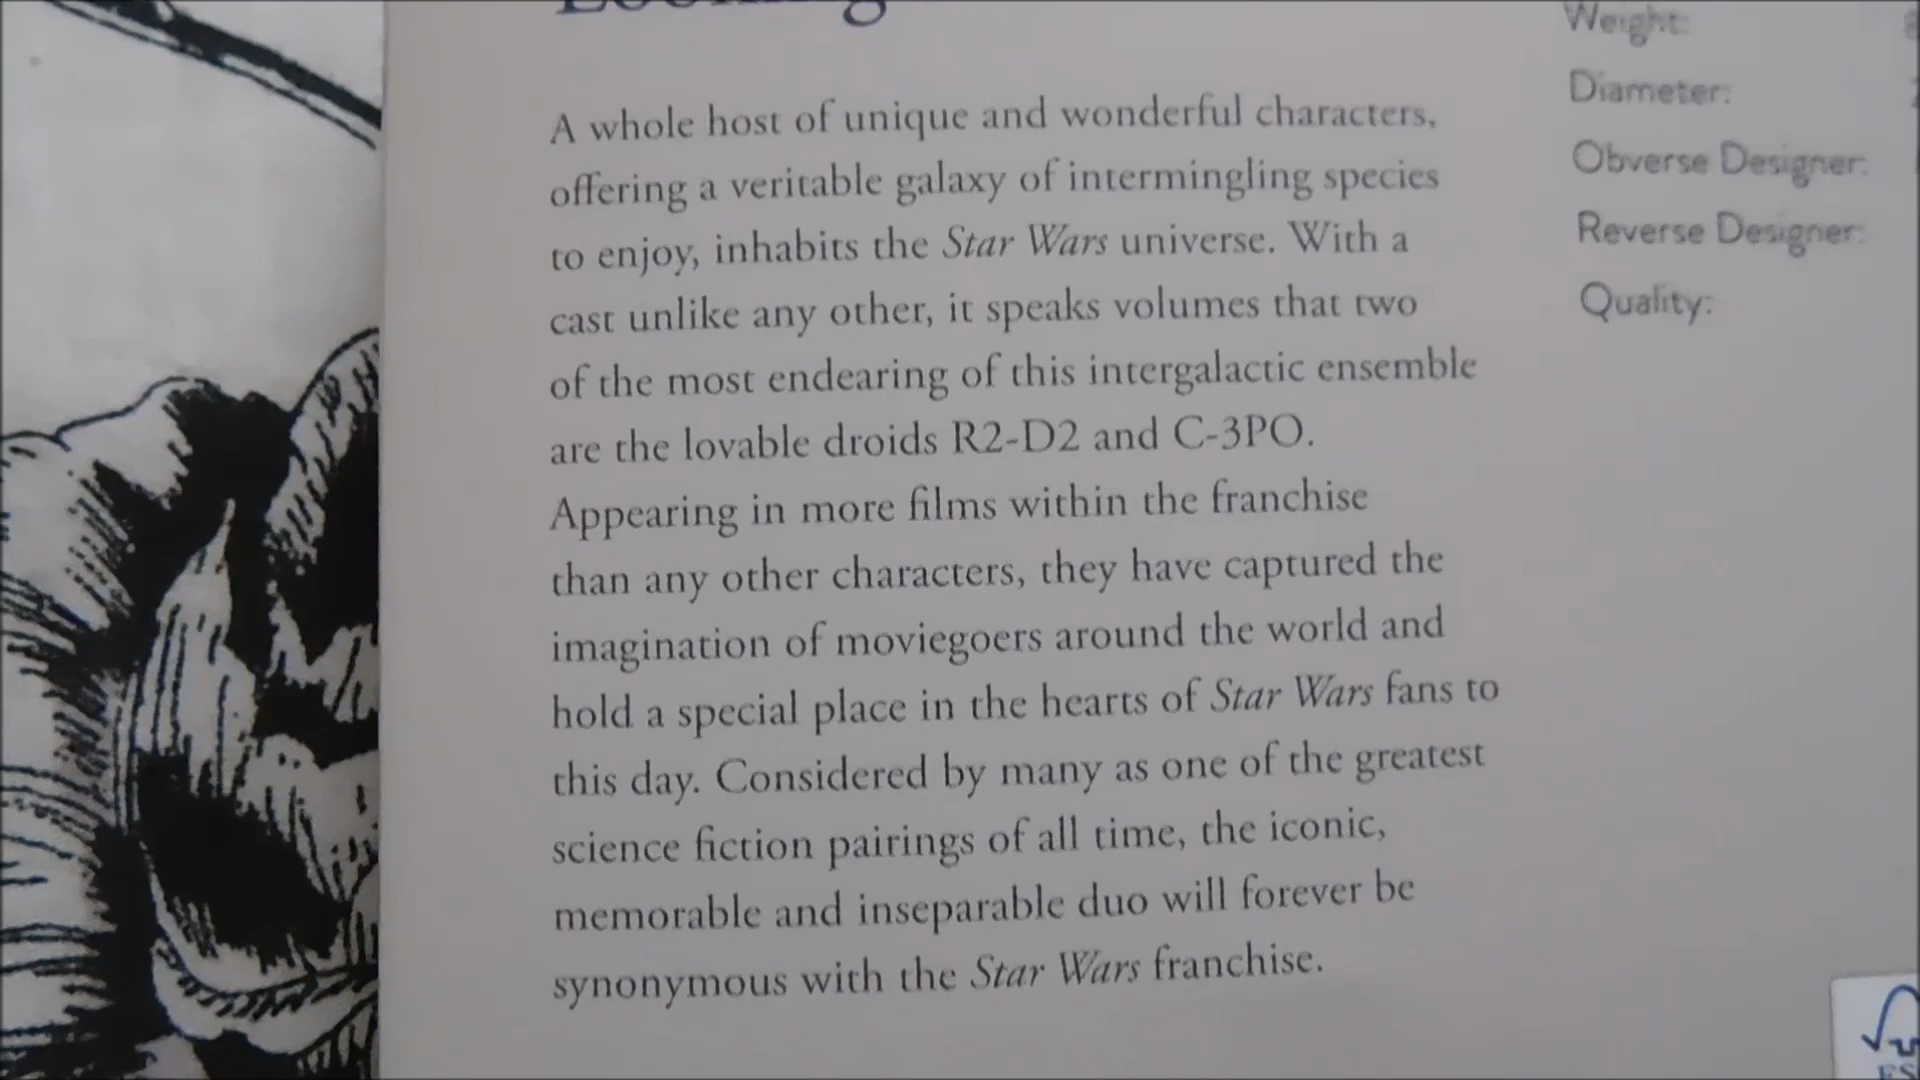 A whole host of unique and wonderful characters,
offering a veritable galaxy of intermingling species
to enjoy, inhabits the Star Wars universe. With a
cast unlike any other, it speaks volumes that two
of the most endearing of this intergalactic ensemble
are the lovable droids R2-D2 and C-3PO.
Appearing in more films within the franchise
than any other characters, they have captured the
imagination of moviegoers around the world and
hold a special place in the hearts of Star Wars fans to
this day. Considered by many as one of the greatest
science fiction pairings of all time, the iconic,
memorable and inseparable duo will forever be
synonymous with the Star Wars franchise.
Weight:
Diameter:
Obverse Designer:
Reverse Designer:
Quality: